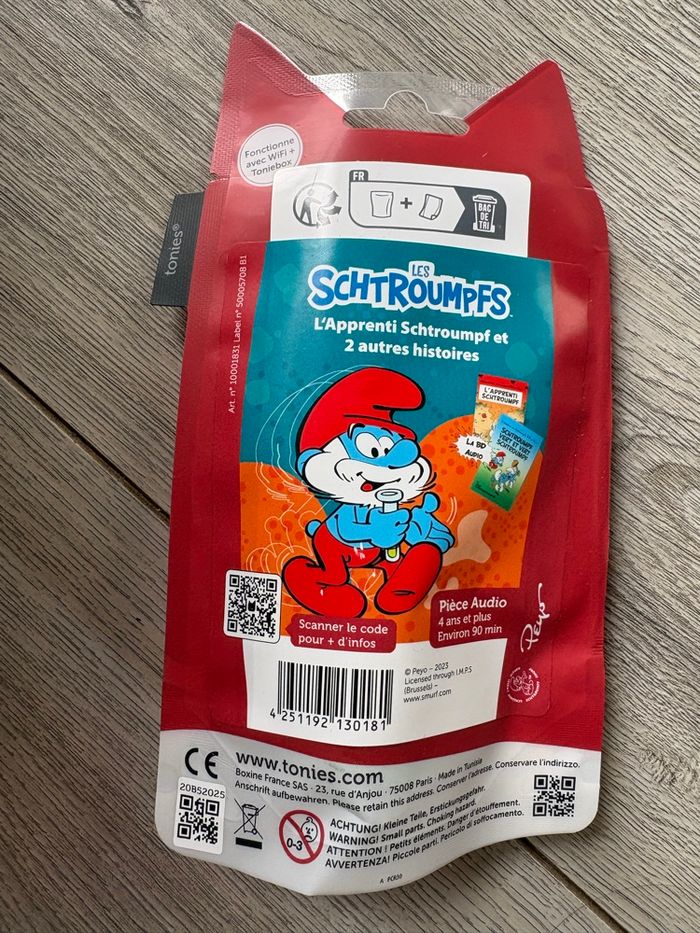 Fonctionne
avec WiFi +
Toniebox
FR
+
BAC
DE
TRI
tonies®
Art. n° 10001831 Label n° 50005708 B1
LES
SCHTROUMPFS
L'Apprenti Schtroumpf et
2 autres histoires
L'APPRENTI
SCHTROUMPF
LA BD
AUDIO
SCHTROUMPF
VERT ET VERT
SCHTROUMPF
Scanner le code
pour + d'infos
Pièce Audio
4 ans et plus
Environ 90 min
Peyo
© Peyo – 2023
Licensed through I.M.P.S
(Brussels) –
www.smurf.com
4 251192 130181
CE
www.tonies.com
Boxine France SAS · 23, rue d'Anjou · 75008 Paris · Made in Tunisia
Anschrift aufbewahren. Please retain this address. Conserver l'adresse. Conservare l'indirizzo.
20B52025
0-3
ACHTUNG! Kleine Teile, Erstickungsgefahr.
WARNING! Small parts. Choking hazard.
ATTENTION ! Petits éléments. Danger d'étouffement.
AVVERTENZA! Piccole parti. Pericolo di soffocamento.